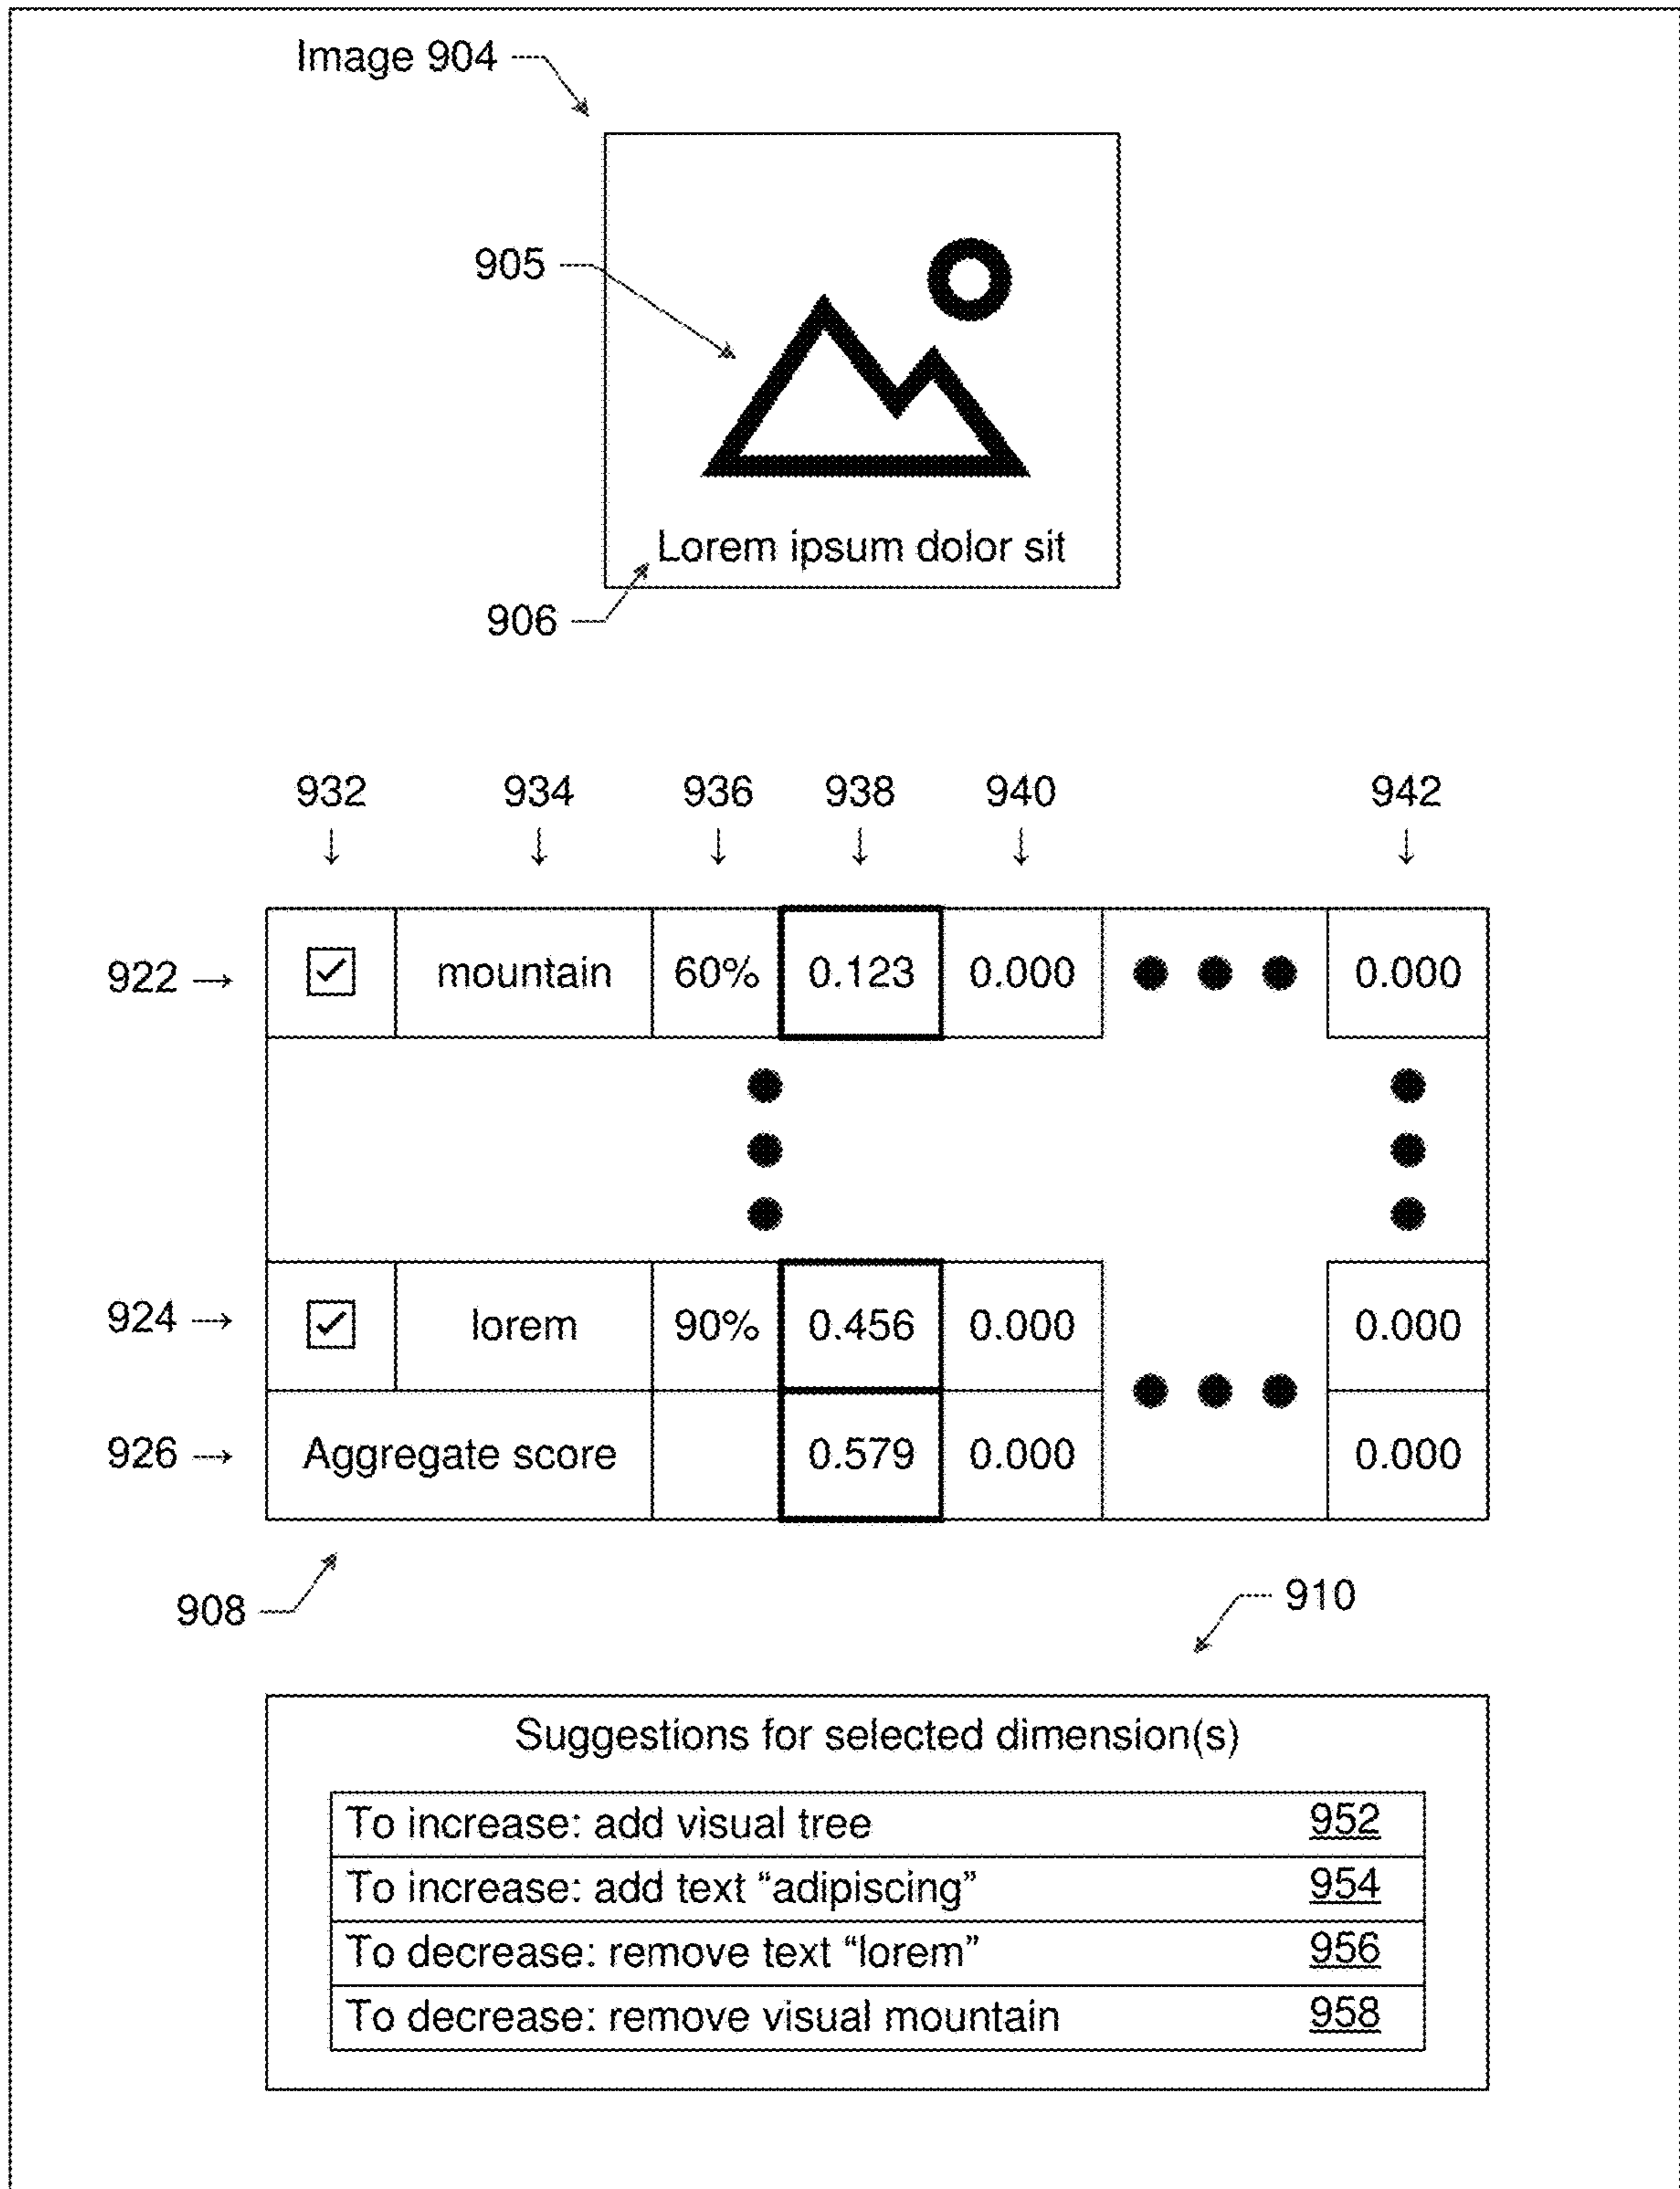 Image 904
905
Lorem ipsum dolor sit
906
932 934 936 938 940 942
922 mountain 60% 0.123 0.000 0.000
924 lorem 90% 0.456 0.000 0.000
926 Aggregate score 0.579 0.000 0.000
908
910
Suggestions for selected dimension(s)
To increase: add visual tree 952
To increase: add text “adipiscing” 954
To decrease: remove text “lorem” 956
To decrease: remove visual mountain 958